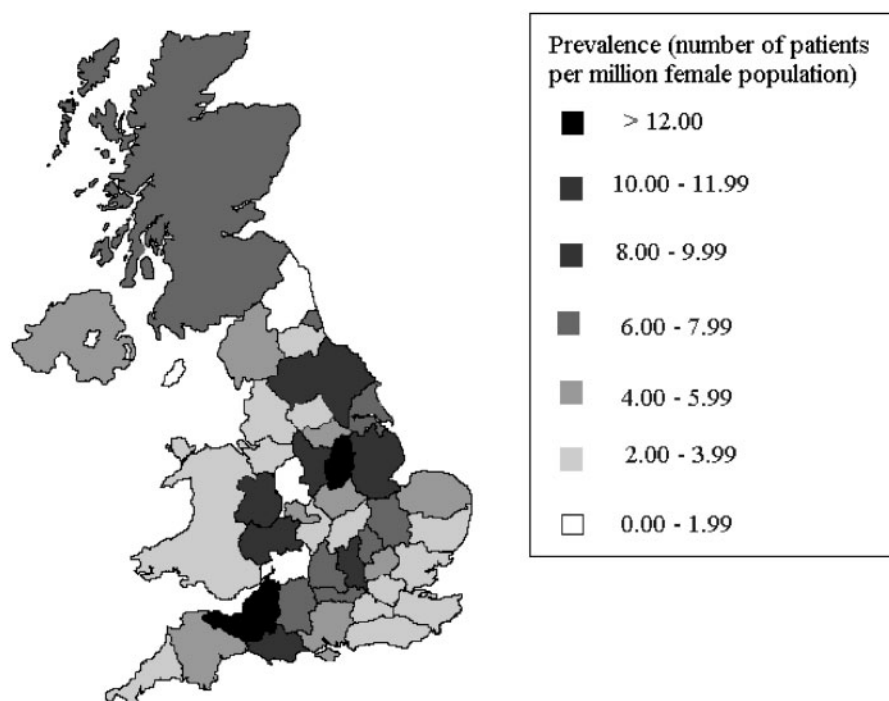 Prevalence (number of patients
per million female population)
> 12.00
10.00 - 11.99
8.00 - 9.99
6.00 - 7.99
4.00 - 5.99
2.00 - 3.99
0.00 - 1.99